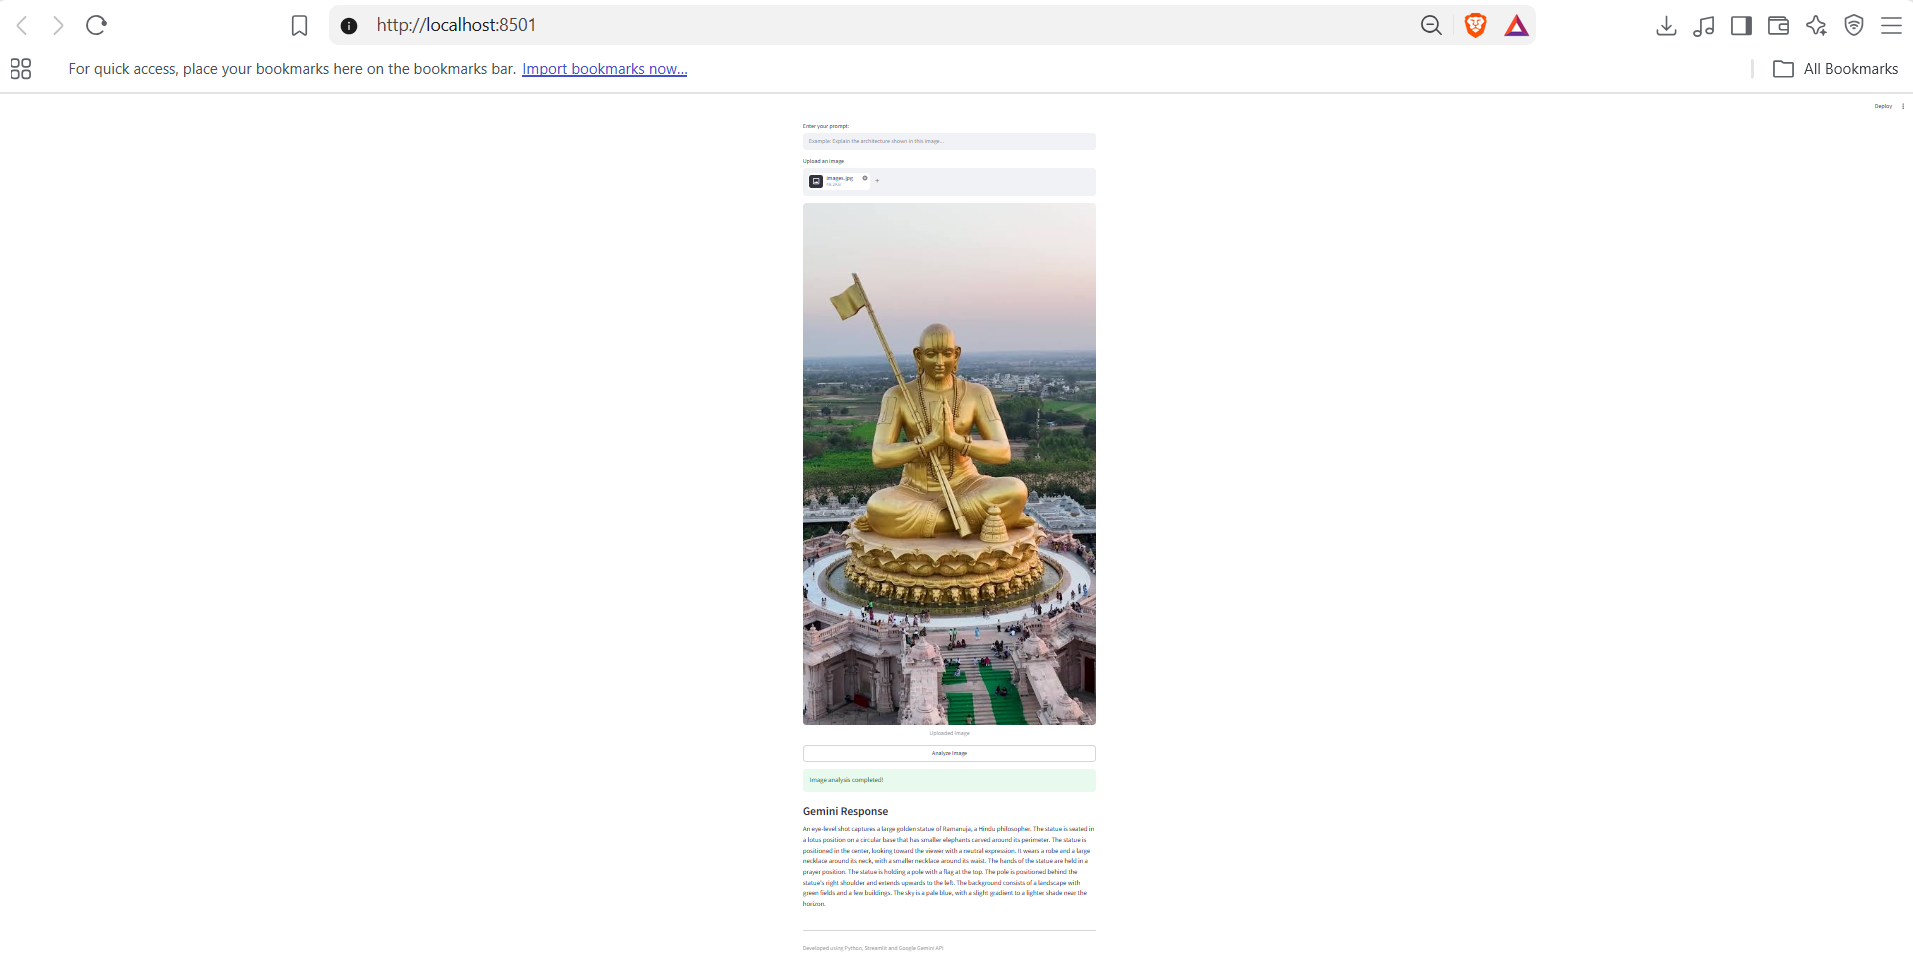 http://localhost:8501
For quick access, place your bookmarks here on the bookmarks bar. Import bookmarks now...
All Bookmarks
Deploy
Enter your prompt:
Example: Explain the architecture shown in this image...
Upload an image
images.jpg
Uploaded Image
Analyze Image
Image analysis completed!
Gemini Response
An eye-level shot captures a large golden statue of Ramanuja, a Hindu philosopher. The statue is seated in
a lotus position on a circular base that has smaller elephants carved around its perimeter. The statue is
positioned in the center, looking toward the viewer with a neutral expression. It wears a robe and a large
necklace around its neck, with a smaller necklace around its waist. The hands of the statue are held in a
prayer position. The statue is holding a pole with a flag at the top. The pole is positioned behind the
statue's right shoulder and extends upwards to the left. The background consists of a landscape with
green fields and a few buildings. The sky is a pale blue, with a slight gradient to a lighter shade near the
horizon.
Developed using Python, Streamlit and Google Gemini API